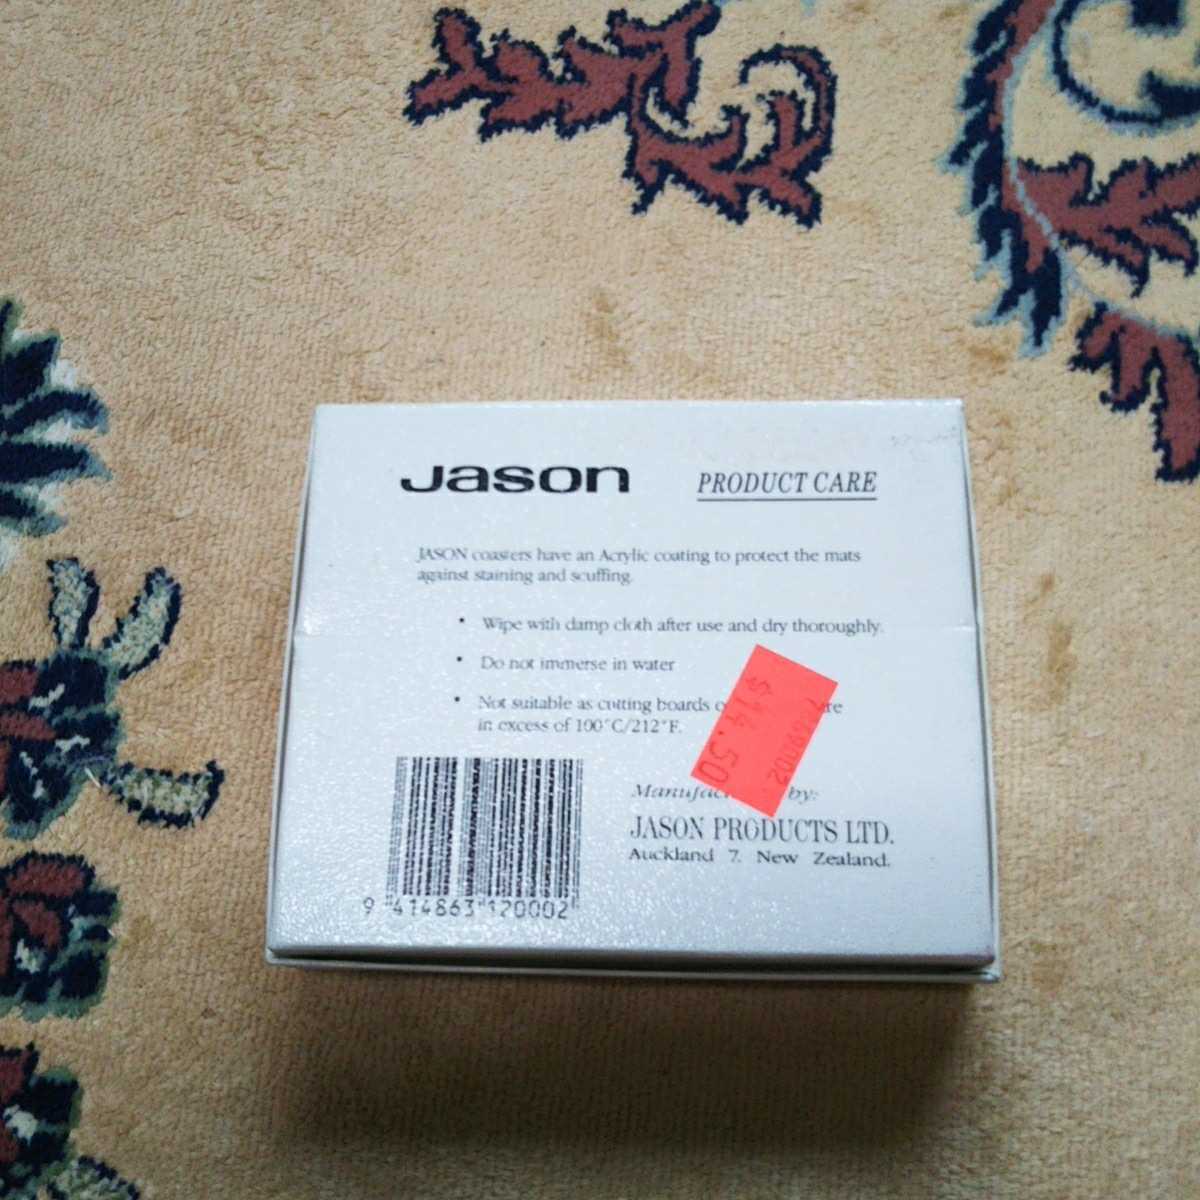 Jason
PRODUCT CARE
JASON coasters have an Acrylic coating to protect the mats
against staining and scuffing.
• Wipe with damp cloth after use and dry thoroughly.
• Do not immerse in water
• Not suitable as cutting boards
in excess of 100°C/212°F.
$14.50
by:
JASON PRODUCTS LTD.
Auckland 7. New Zealand.
9 414863 120002